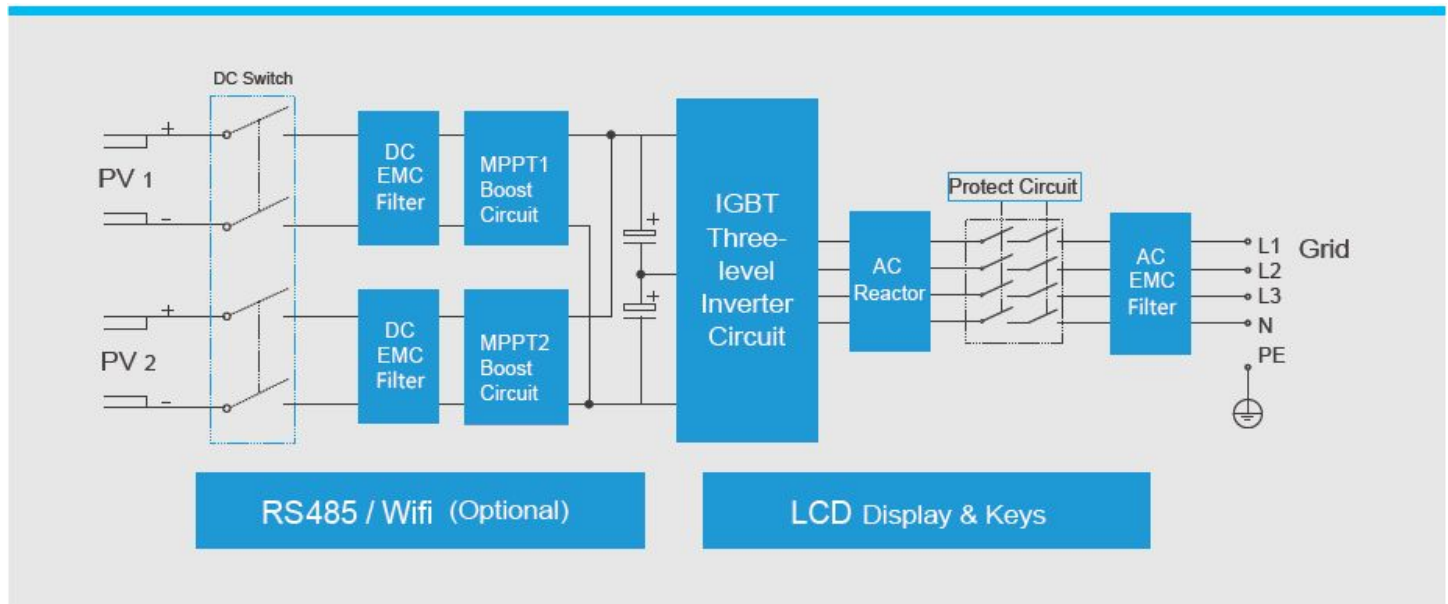 DC Switch
+
PV 1
-
DC
EMC
Filter
MPPT1
Boost
Circuit
+
PV 2
-
DC
EMC
Filter
MPPT2
Boost
Circuit
+
+
IGBT
Three-
level
Inverter
Circuit
AC
Reactor
Protect Circuit
AC
EMC
Filter
L1 Grid
L2
L3
N
PE
RS485 / Wifi (Optional)
LCD Display & Keys